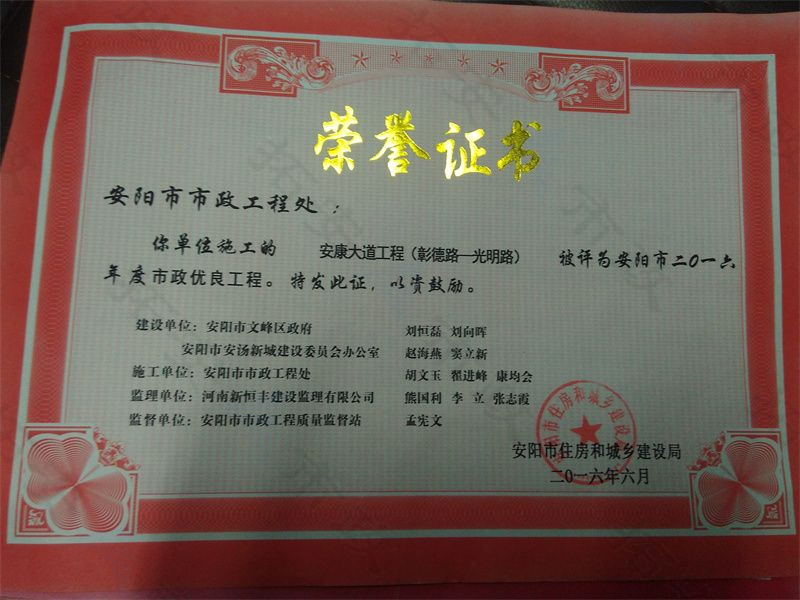 荣誉证书
安阳市市政工程处：
你单位施工的 安康大道工程（彰德路—光明路） 被评为安阳市二0一六
年度市政优良工程。特发此证，以资鼓励。
建设单位：安阳市文峰区政府 刘恒磊 刘向晖
安阳市安汤新城建设委员会办公室 赵海燕 窦立新
施工单位：安阳市市政工程处 胡文玉 翟进峰 康均会
监理单位：河南新恒丰建设监理有限公司 熊国利 李 立 张志霞
监督单位：安阳市市政工程质量监督站 孟宪文
安阳市住房和城乡建设局
二0一六年六月